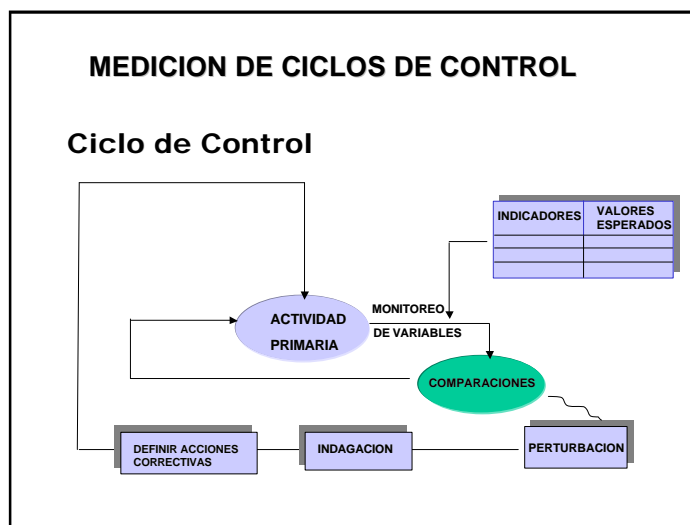 MEDICION DE CICLOS DE CONTROL
Ciclo de Control
INDICADORES
VALORES
ESPERADOS
ACTIVIDAD
PRIMARIA
MONITOREO
DE VARIABLES
COMPARACIONES
DEFINIR ACCIONES
CORRECTIVAS
INDAGACION
PERTURBACION